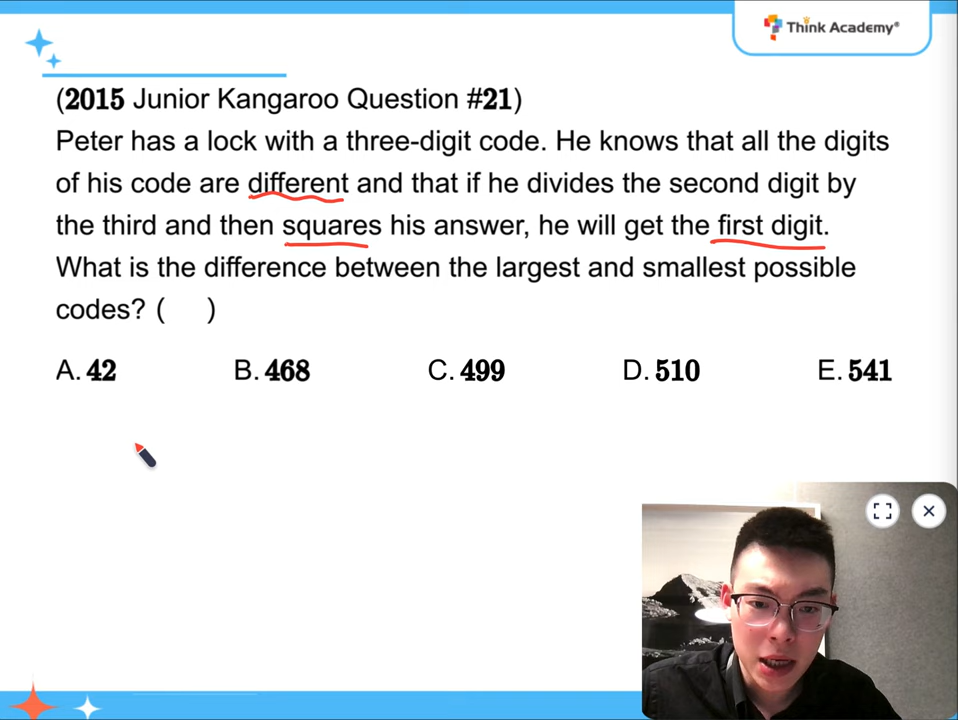 Think Academy®
(2015 Junior Kangaroo Question #21)
Peter has a lock with a three-digit code. He knows that all the digits
of his code are different and that if he divides the second digit by
the third and then squares his answer, he will get the first digit.
What is the difference between the largest and smallest possible
codes? ( )
A. 42 B. 468 C. 499 D. 510 E. 541